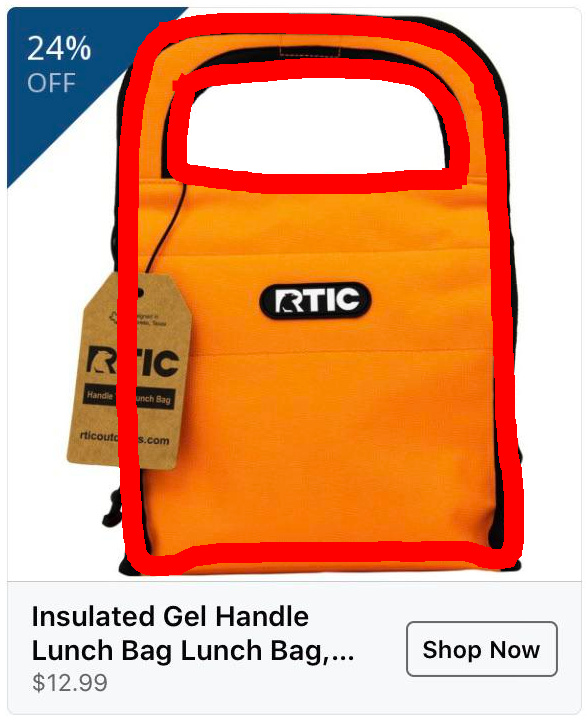 24%
OFF
RTIC
RTIC
Handle
unch Bag
rticoutd
s.com
Insulated Gel Handle
Lunch Bag Lunch Bag,...
$12.99
Shop Now